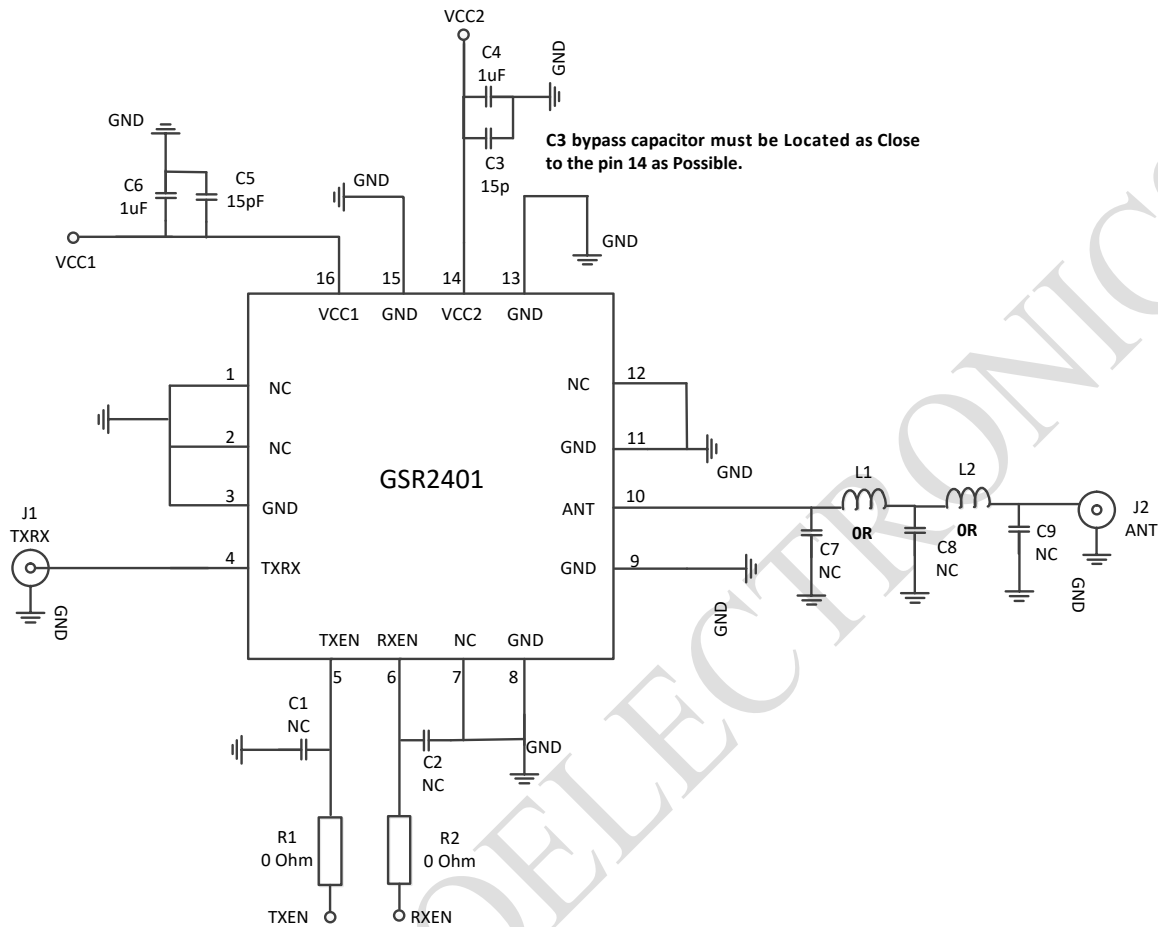 VCC2
C4
1uF
GND
C3 bypass capacitor must be Located as Close
to the pin 14 as Possible.
C3
15p
GND
C6
1uF
C5
15pF
VCC1
GND
GND
16
15
14
13
VCC1
GND
VCC2
GND
1
NC
2
NC
3
GND
4
TXRX
J1
TXRX
GND
GSR2401
NC
12
GND
11
GND
ANT
10
GND
9
GND
L1
0R
L2
0R
C7
NC
C8
NC
C9
NC
J2
ANT
GND
TXEN
RXEN
NC
GND
5
6
7
8
C1
NC
C2
NC
GND
R1
0 Ohm
R2
0 Ohm
TXEN
RXEN
OELECTRONICS